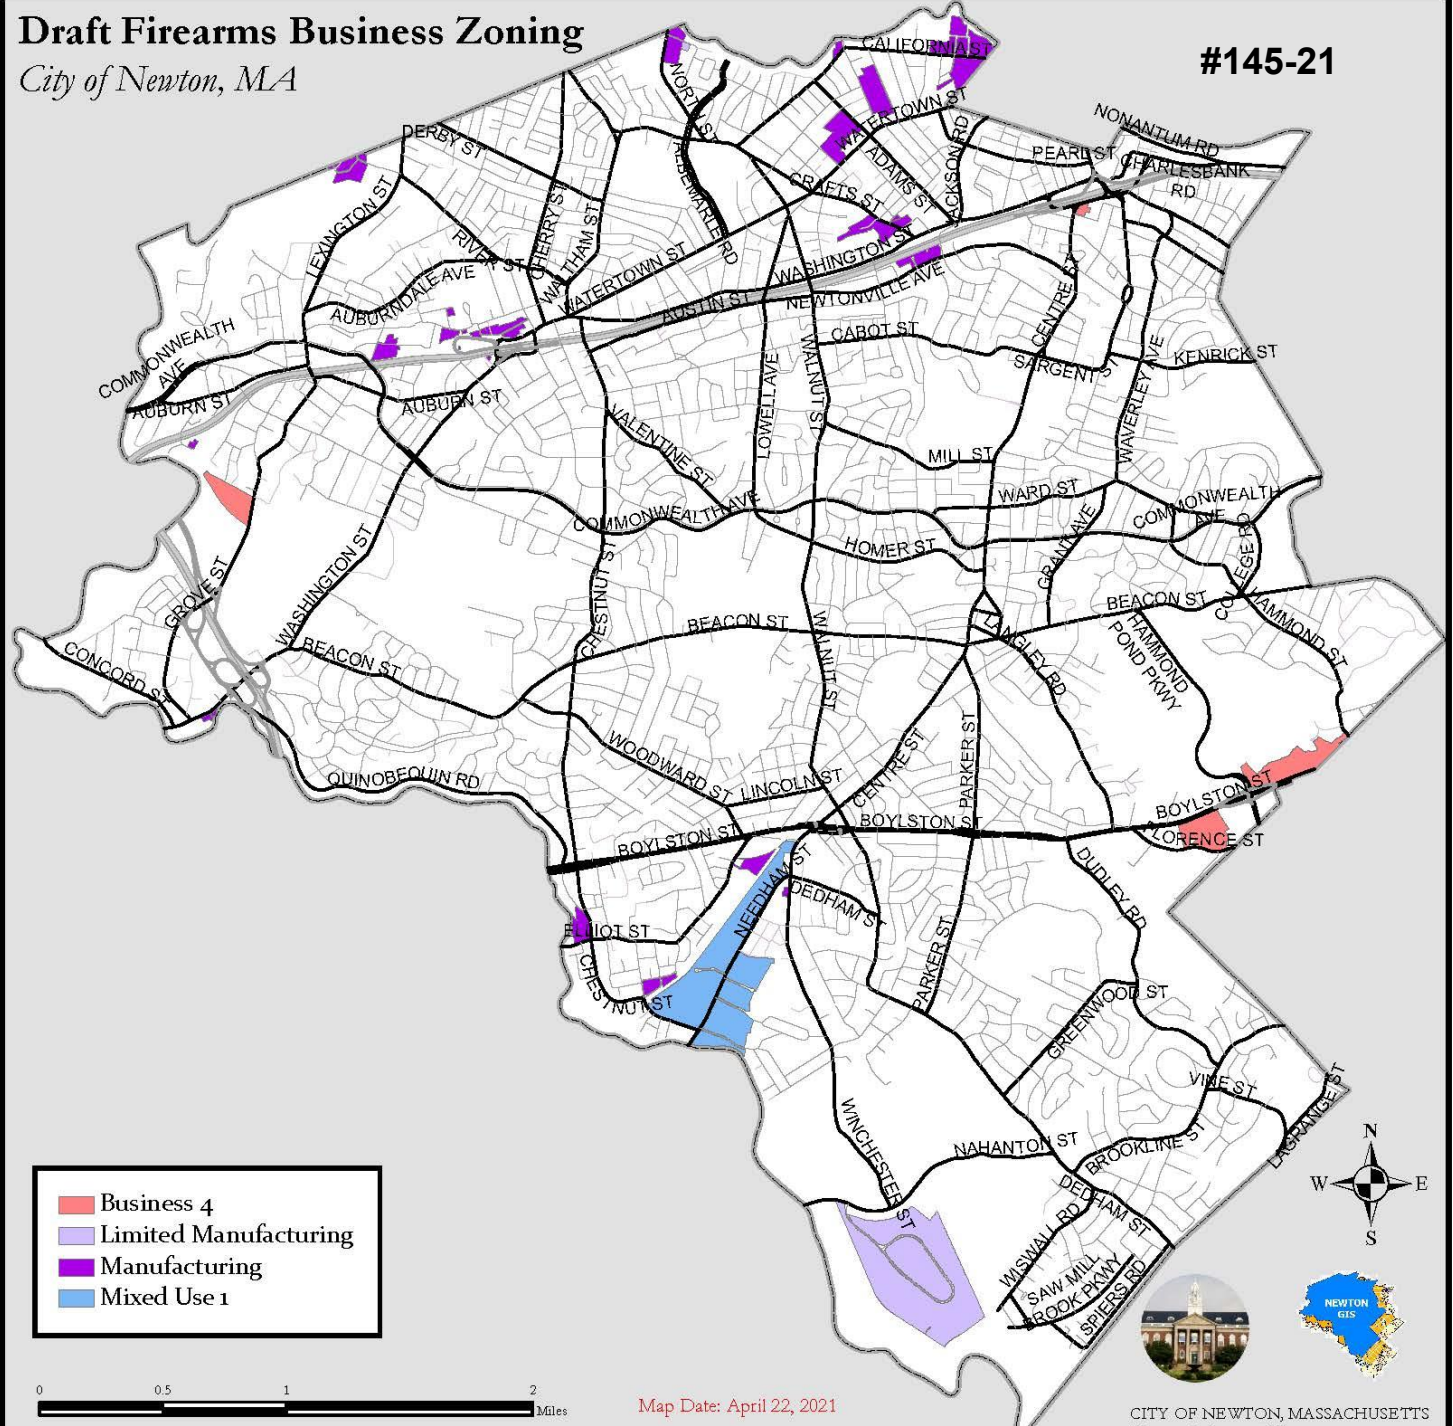 Draft Firearms Business Zoning
City of Newton, MA
#145-21
CALIFORNIA ST
NORTH ST
WATERTOWN ST
NONANTUM RD
DERBY ST
ALBEMARLE RD
ADAMS ST
JACKSON RD
PEARL ST
CHARLESBANK
RD
CRAFTS ST
LEXINGTON ST
CHERRY ST
WALTHAM ST
RIVER ST
WASHINGTON ST
AUBURNDALE AVE
WATERTOWN ST
NEWTONVILLE AVE
AUSTIN ST
CENTRE ST
COMMONWEALTH
AVE
CABOT ST
SARGENT ST
KENRICK ST
WAVERLEY AVE
AUBURN ST
AUBURN ST
LOWELL AVE
WALNUT ST
VALENTINE ST
MILL ST
WARD ST
COMMONWEALTH AVE
COMMONWEALTH
AVE
HOMER ST
GRANT AVE
COLLEGE RD
CHESTNUT ST
WASHINGTON ST
GROVE ST
BEACON ST
BEACON ST
HAMMOND ST
LANGLEY RD
HAMMOND
POND PKWY
CONCORD ST
BEACON ST
WALNUT ST
WOODWARD ST
LINCOLN ST
CENTRE ST
PARKER ST
QUINOBEQUIN RD
BOYLSTON ST
BOYLSTON ST
BOYLSTON ST
FLORENCE ST
NEEDHAM ST
DEDHAM ST
DUDLEY RD
ELLIOT ST
PARKER ST
CHESTNUT ST
GREENWOOD ST
VINE ST
LAGRANGE ST
WINCHESTER ST
NAHANTON ST
BROOKLINE ST
DEDHAM ST
WISWALL RD
SAW MILL
BROOK PKWY
SPIERS RD
N
W
E
S
Business 4
Limited Manufacturing
Manufacturing
Mixed Use 1
NEWTON
GIS
0 0.5 1 2
Miles
Map Date: April 22, 2021
CITY OF NEWTON, MASSACHUSETTS